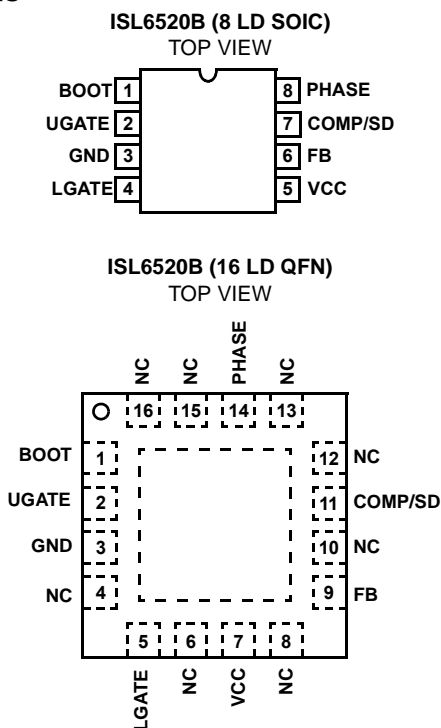 ISL6520B (8 LD SOIC)
TOP VIEW
BOOT 1 8 PHASE
UGATE 2 7 COMP/SD
GND 3 6 FB
LGATE 4 5 VCC
ISL6520B (16 LD QFN)
TOP VIEW
NC NC PHASE NC
16 15 14 13
BOOT 1 12 NC
UGATE 2 11 COMP/SD
GND 3 10 NC
NC 4 9 FB
5 6 7 8
LGATE NC VCC NC